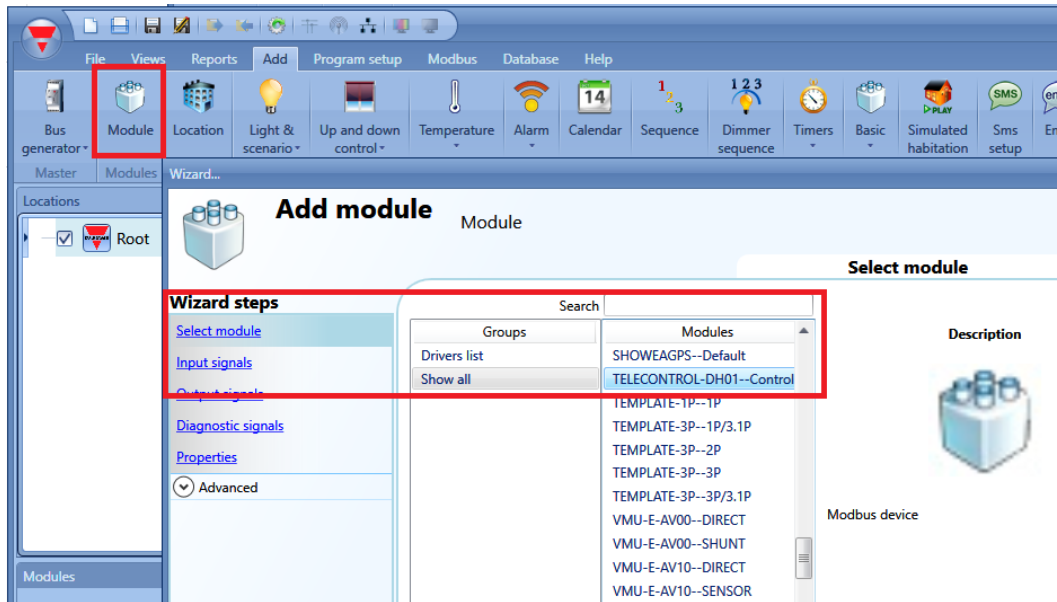 File Views Reports Add Program setup Modbus Database Help
14
1 2 3
SMS
PLAY
Bus generator
Module
Location
Light & scenario
Up and down control
Temperature
Alarm
Calendar
Sequence
Dimmer sequence
Timers
Basic
Simulated habitation
Sms setup
Master
Modules
Wizard...
Locations
Root
Add module
Module
Select module
Wizard steps
Search
Select module
Groups
Modules
Description
Input signals
Drivers list
SHOWEAGPS--Default
Show all
TELECONTROL-DH01--Control
Output signals
TEMPLATE-1P--1P
Diagnostic signals
TEMPLATE-3P--1P/3.1P
TEMPLATE-3P--2P
Properties
TEMPLATE-3P--3P
Advanced
TEMPLATE-3P--3P/3.1P
VMU-E-AV00--DIRECT
Modbus device
VMU-E-AV00--SHUNT
VMU-E-AV10--DIRECT
Modules
VMU-E-AV10--SENSOR